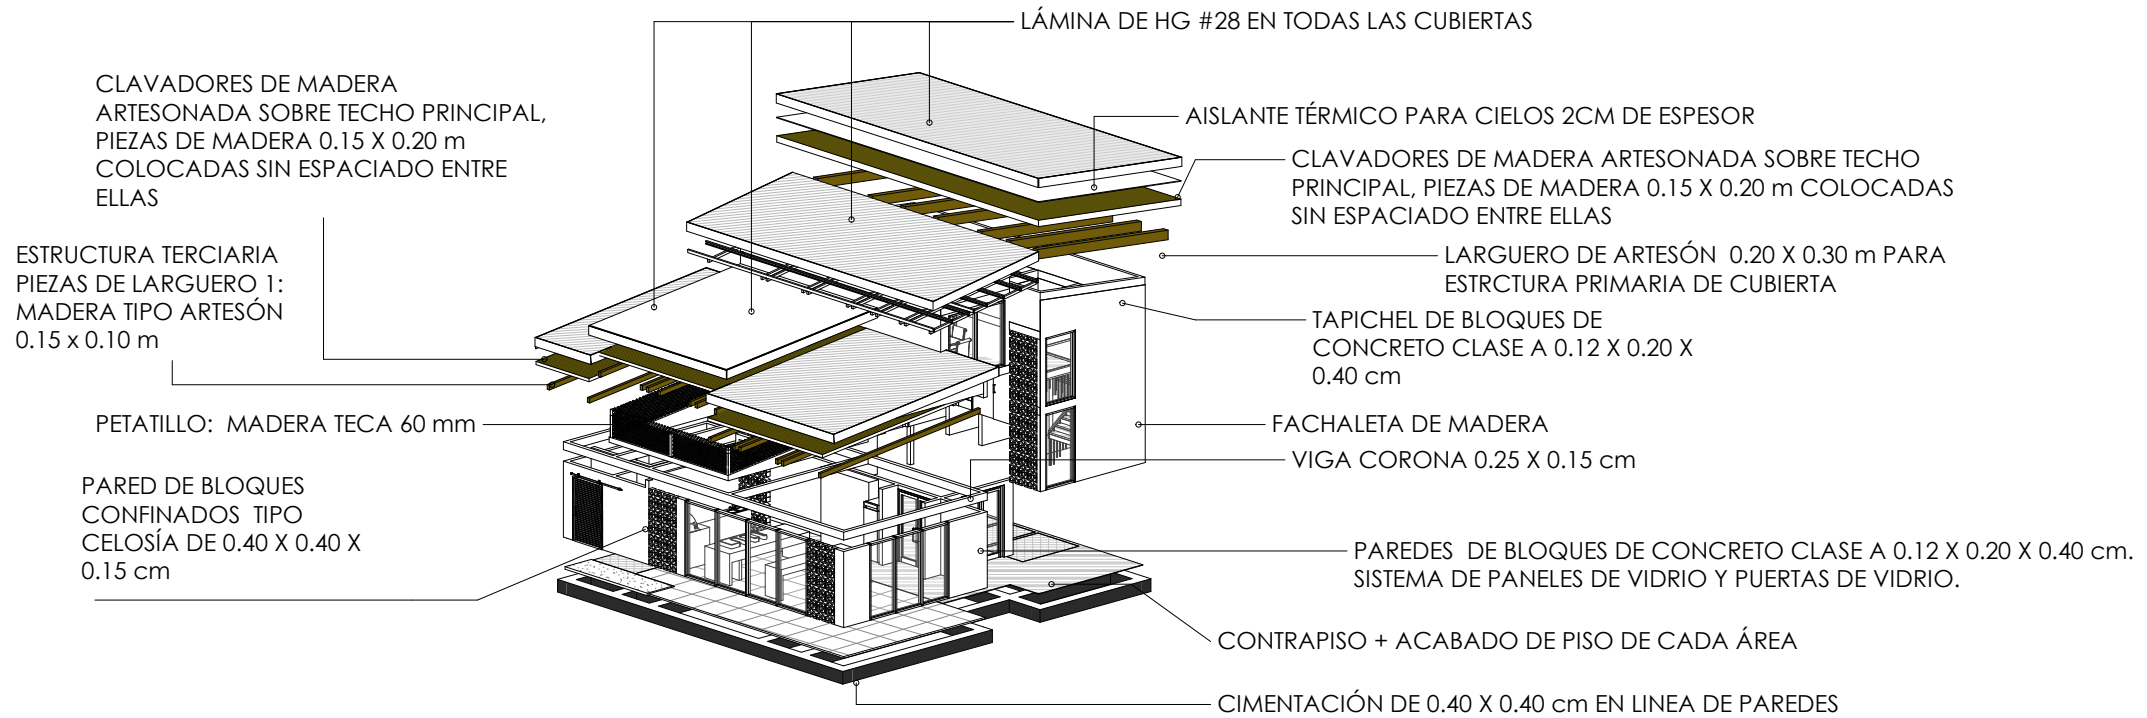 LÁMINA DE HG #28 EN TODAS LAS CUBIERTAS
CLAVADORES DE MADERA
ARTESONADA SOBRE TECHO PRINCIPAL,
PIEZAS DE MADERA 0.15 X 0.20 m
COLOCADAS SIN ESPACIADO ENTRE
ELLAS
AISLANTE TÉRMICO PARA CIELOS 2CM DE ESPESOR
CLAVADORES DE MADERA ARTESONADA SOBRE TECHO
PRINCIPAL, PIEZAS DE MADERA 0.15 X 0.20 m COLOCADAS
SIN ESPACIADO ENTRE ELLAS
ESTRUCTURA TERCIARIA
PIEZAS DE LARGUERO 1:
MADERA TIPO ARTESÓN
0.15 x 0.10 m
LARGUERO DE ARTESÓN 0.20 X 0.30 m PARA
ESTRCTURA PRIMARIA DE CUBIERTA
TAPICHEL DE BLOQUES DE
CONCRETO CLASE A 0.12 X 0.20 X
0.40 cm
PETATILLO: MADERA TECA 60 mm
FACHALETA DE MADERA
VIGA CORONA 0.25 X 0.15 cm
PARED DE BLOQUES
CONFINADOS TIPO
CELOSÍA DE 0.40 X 0.40 X
0.15 cm
PAREDES DE BLOQUES DE CONCRETO CLASE A 0.12 X 0.20 X 0.40 cm.
SISTEMA DE PANELES DE VIDRIO Y PUERTAS DE VIDRIO.
CONTRAPISO + ACABADO DE PISO DE CADA ÁREA
CIMENTACIÓN DE 0.40 X 0.40 cm EN LINEA DE PAREDES